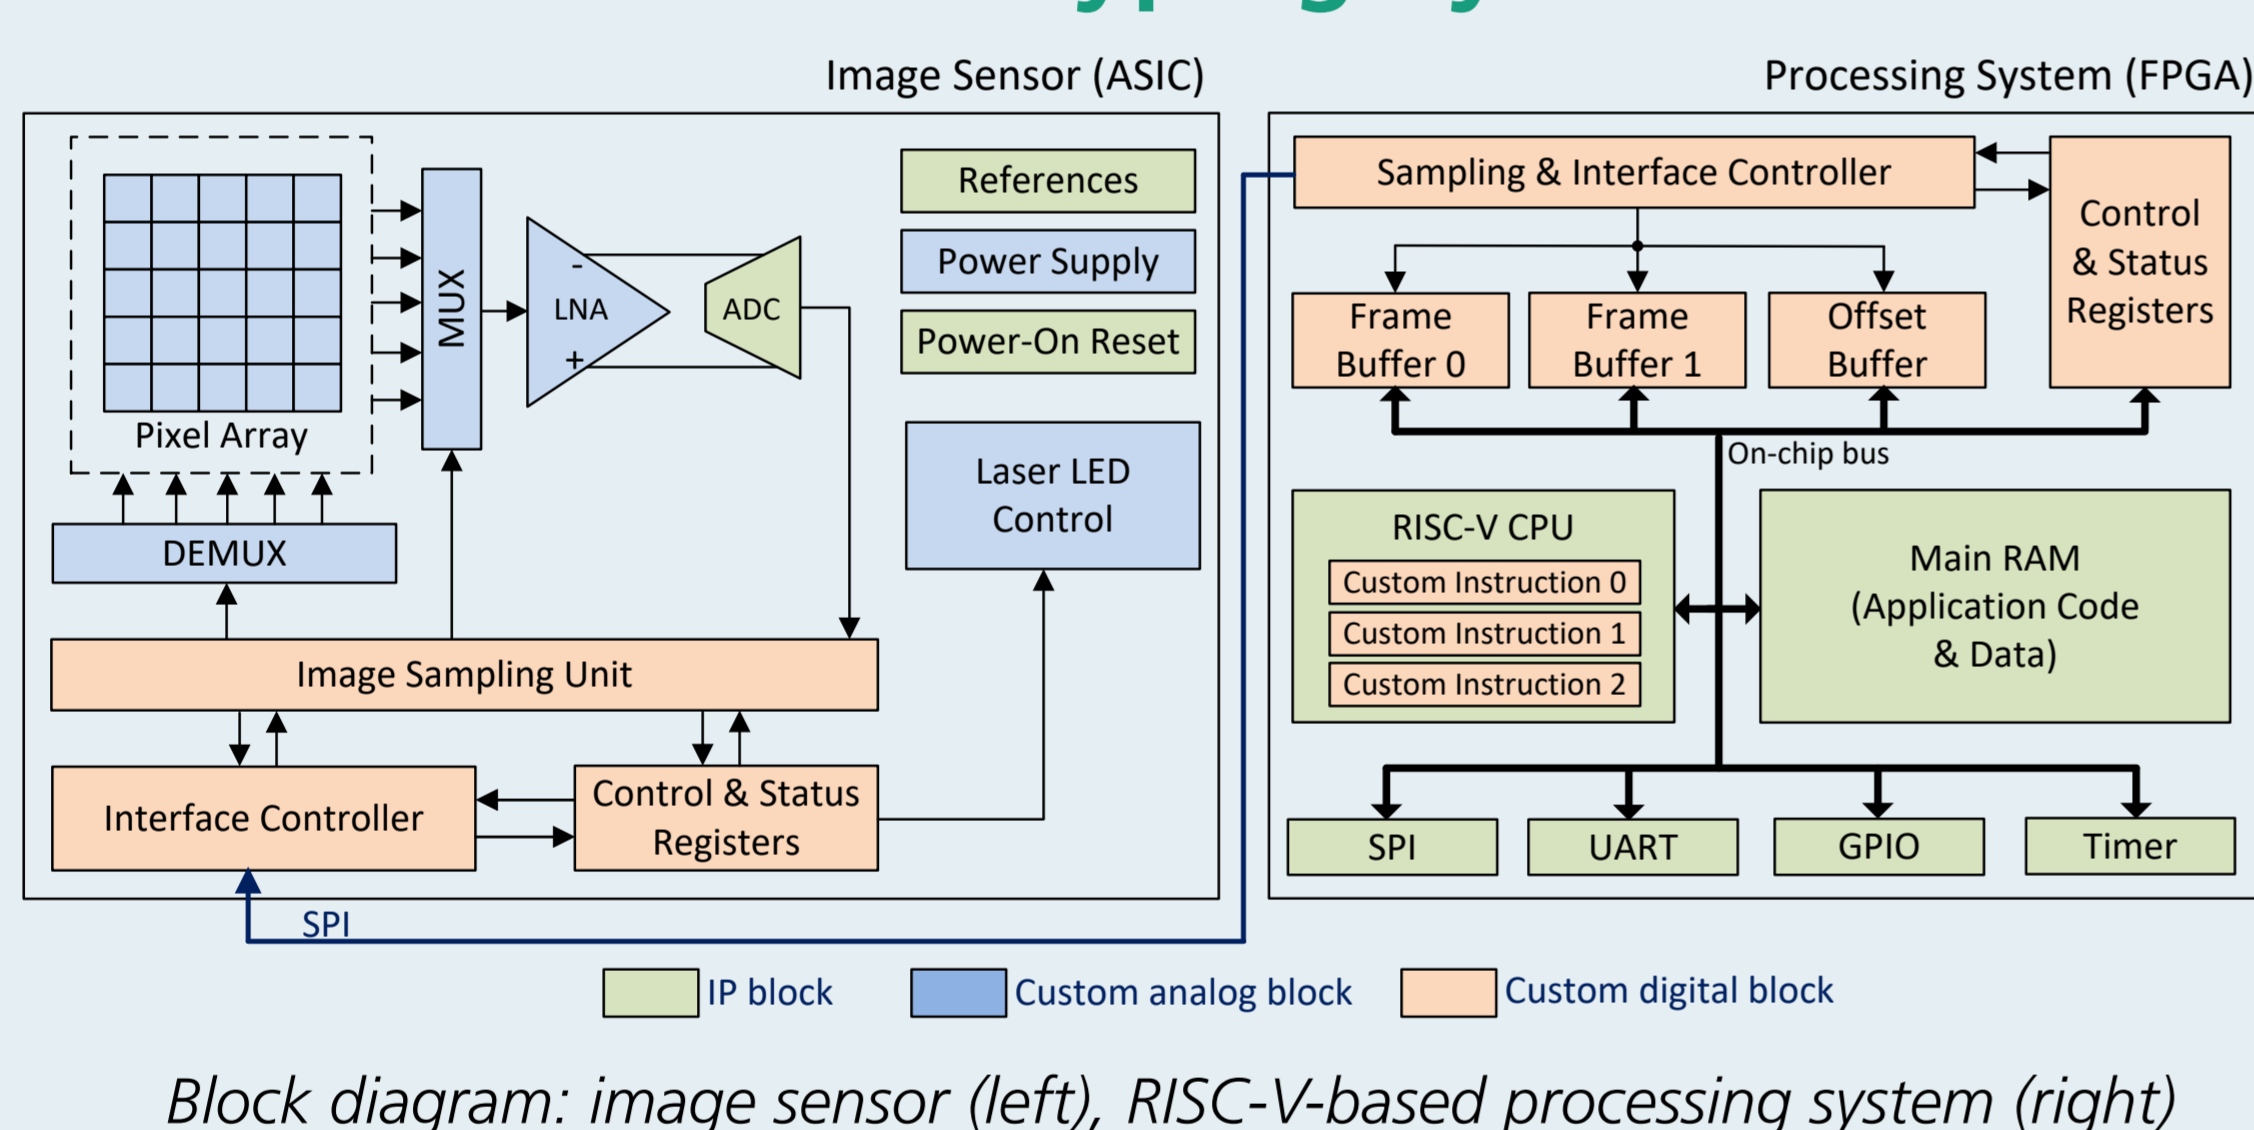 Image Sensor (ASIC)
Processing System (FPGA)
References
Power Supply
Power-On Reset
MUX
-
LNA
+
ADC
Pixel Array
DEMUX
Laser LED
Control
Image Sampling Unit
Interface Controller
Control & Status
Registers
SPI
Sampling & Interface Controller
Control
& Status
Registers
Frame
Buffer 0
Frame
Buffer 1
Offset
Buffer
On-chip bus
RISC-V CPU
Custom Instruction 0
Custom Instruction 1
Custom Instruction 2
Main RAM
(Application Code
& Data)
SPI
UART
GPIO
Timer
IP block
Custom analog block
Custom digital block
Block diagram: image sensor (left), RISC-V-based processing system (right)